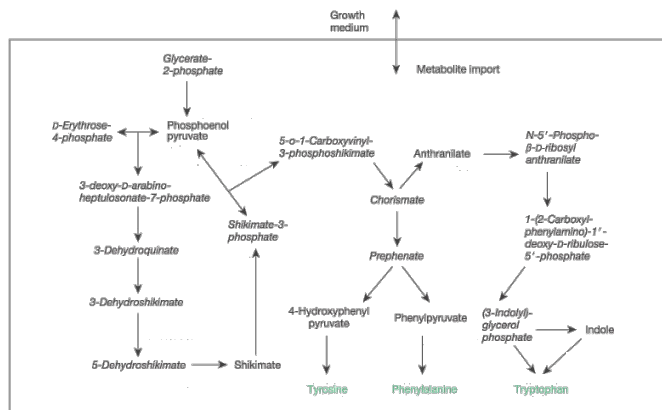 Growth
medium
Metabolite import
Glycerate-
2-phosphate
D-Erythrose-
4-phosphate
Phosphoenol
pyruvate
5-o-1-Carboxyvinyl-
3-phosphoshikimate
Anthranilate
N-5'-Phospho-
β-D-ribosyl
anthranilate
3-deoxy-D-arabino-
heptulosonate-7-phosphate
Shikimate-3-
phosphate
Chorismate
1-(2-Carboxyl-
phenylamino)-1'-
deoxy-D-ribulose-
5'-phosphate
3-Dehydroquinate
Prephenate
3-Dehydroshikimate
4-Hydroxyphenyl
pyruvate
Phenylpyruvate
(3-Indolyl)-
glycerol
phosphate
Indole
5-Dehydroshikimate
Shikimate
Tyrosine
Phenylalanine
Tryptophan